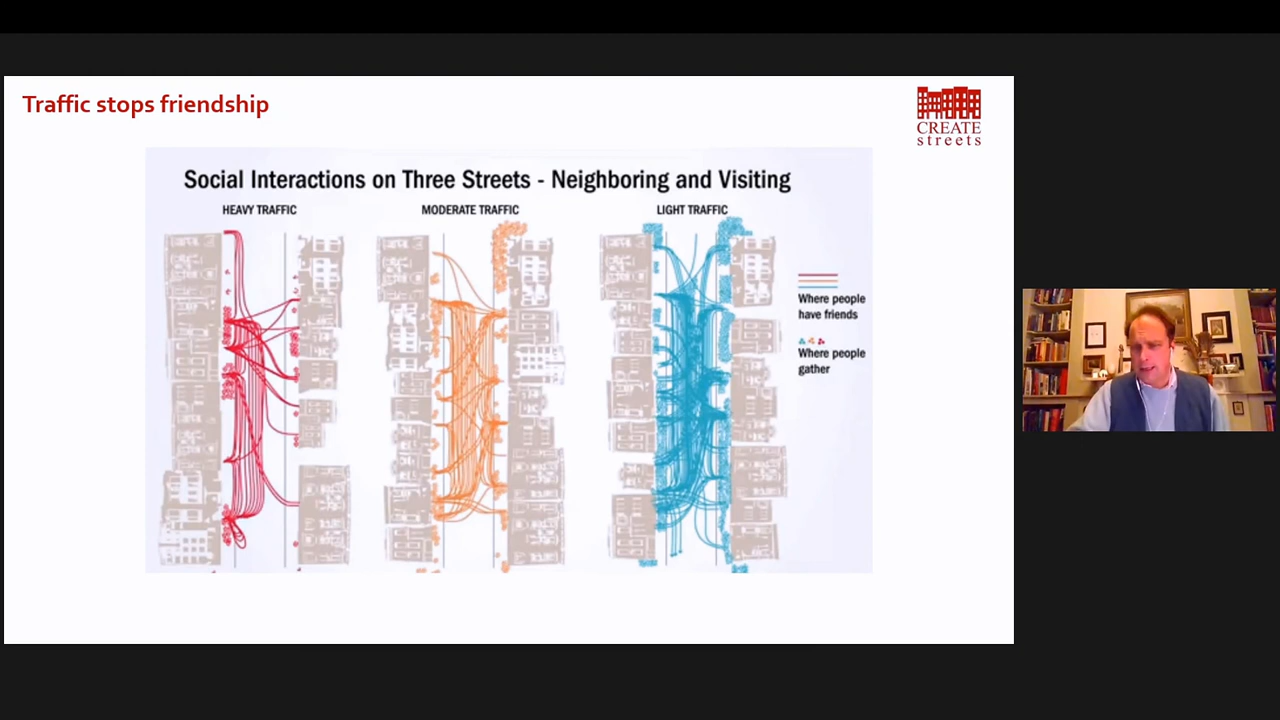 Traffic stops friendship
CREATE
streets
Social Interactions on Three Streets - Neighboring and Visiting
HEAVY TRAFFIC
MODERATE TRAFFIC
LIGHT TRAFFIC
Where people
have friends
Where people
gather